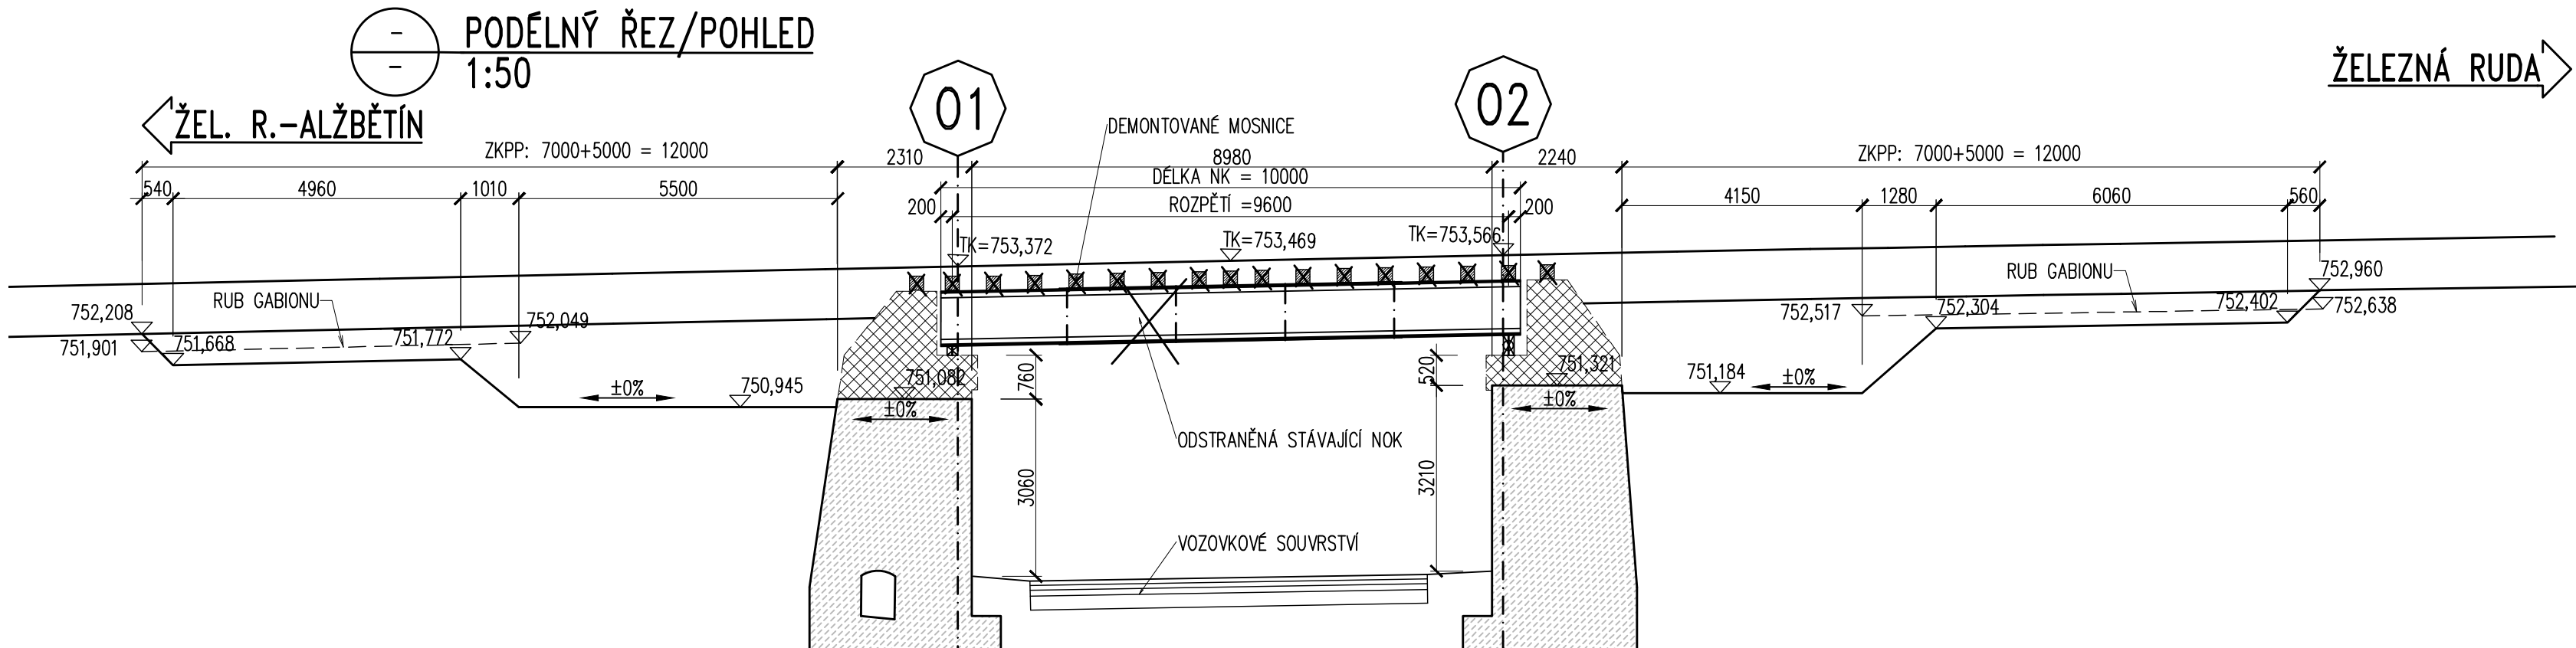 -
-
PODÉLNÝ ŘEZ/POHLED
1:50
ŽEL. R.-ALŽBĚTÍN
ŽELEZNÁ RUDA
O1
O2
DEMONTOVANÉ MOSNICE
ZKPP: 7000+5000 = 12000
2310
8980
2240
ZKPP: 7000+5000 = 12000
DÉLKA NK = 10000
540
4960
1010
5500
4150
1280
6060
560
200
ROZPĚTÍ =9600
200
TK=753,372
TK=753,469
TK=753,566
RUB GABIONU
RUB GABIONU
752,208
751,901
751,668
751,772
752,049
752,517
752,304
752,402
752,960
752,638
±0%
750,945
751,082
±0%
760
520
751,321
±0%
751,184
±0%
ODSTRANĚNÁ STÁVAJÍCÍ NOK
3060
3210
VOZOVKOVÉ SOUVRSTVÍ